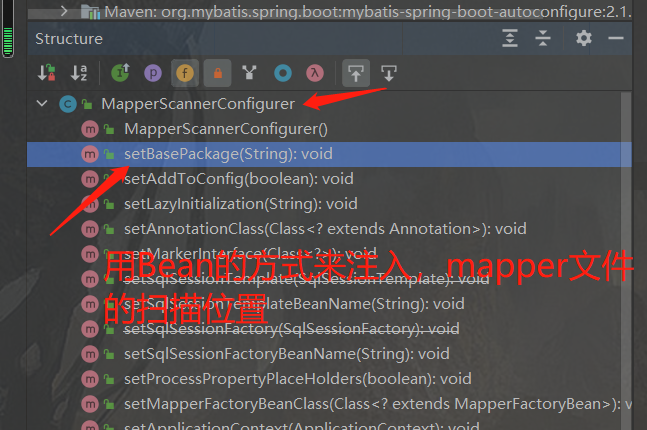 Maven: org.mybatis.spring.boot:mybatis-spring-boot-autoconfigure:2.1.
Structure
MapperScannerConfigurer
MapperScannerConfigurer()
setBasePackage(String): void
setAddToConfig(boolean): void
setLazyInitialization(String): void
setAnnotationClass(Class<? extends Annotation>): void
setMarkerInterface(Class<?>): void
用Bean的方式来注入 mapper文件
setSqlSessionTemplate(SqlSessionTemplate): void
setSqlSessionTemplateBeanName(String): void
的扫描位置
setSqlSessionFactory(SqlSessionFactory): void
setSqlSessionFactoryBeanName(String): void
setProcessPropertyPlaceHolders(boolean): void
setMapperFactoryBeanClass(Class<? extends MapperFactoryBean>): v
setApplicationContext(ApplicationContext): void